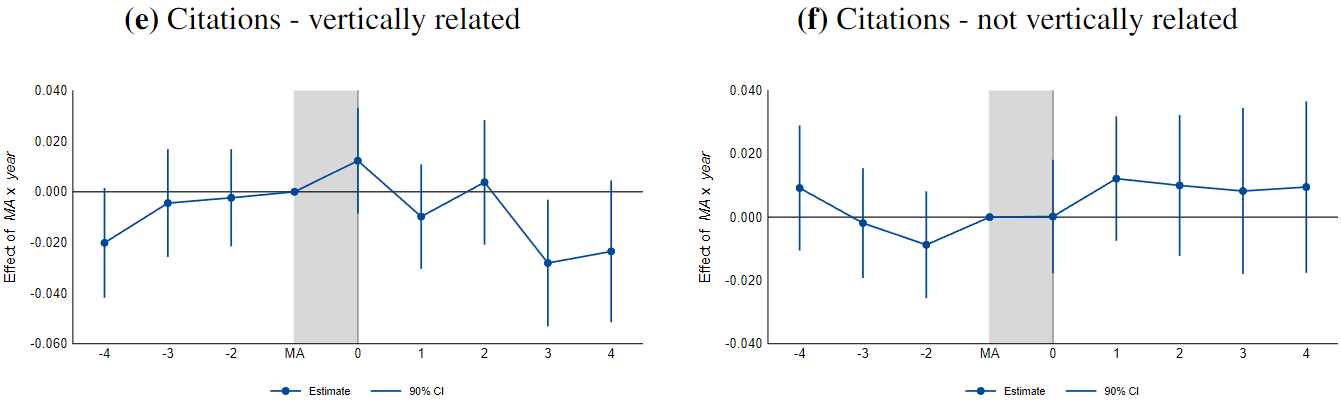 (e) Citations - vertically related
0.040
0.020
0.000
-0.020
-0.040
-0.060
Effect of MA x year
-4 -3 -2 MA 0 1 2 3 4
Estimate 90% CI
(f) Citations - not vertically related
0.040
0.020
0.000
-0.020
-0.040
Effect of MA x year
-4 -3 -2 MA 0 1 2 3 4
Estimate 90% CI